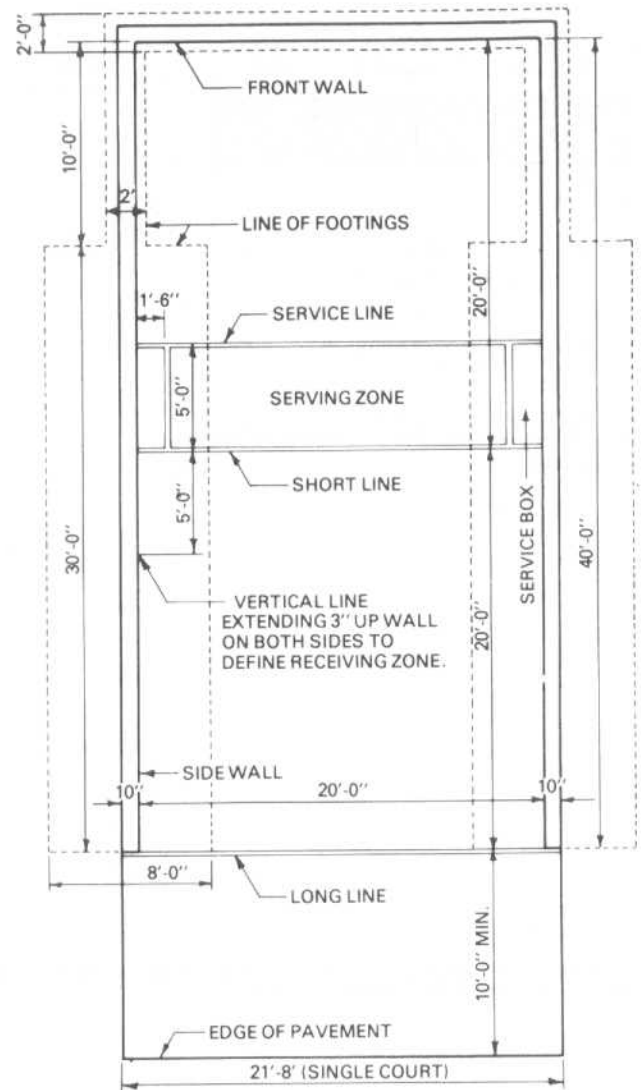 2'-0"
FRONT WALL
10'-0"
2'
LINE OF FOOTINGS
1'-6"
20'-0"
SERVICE LINE
5'-0"
SERVING ZONE
SHORT LINE
5'-0"
SERVICE BOX
30'-0"
40'-0"
VERTICAL LINE
EXTENDING 3" UP WALL
ON BOTH SIDES TO
DEFINE RECEIVING ZONE.
20'-0"
SIDE WALL
10"
20'-0"
10"
8'-0"
LONG LINE
10'-0" MIN.
EDGE OF PAVEMENT
21'-8' (SINGLE COURT)